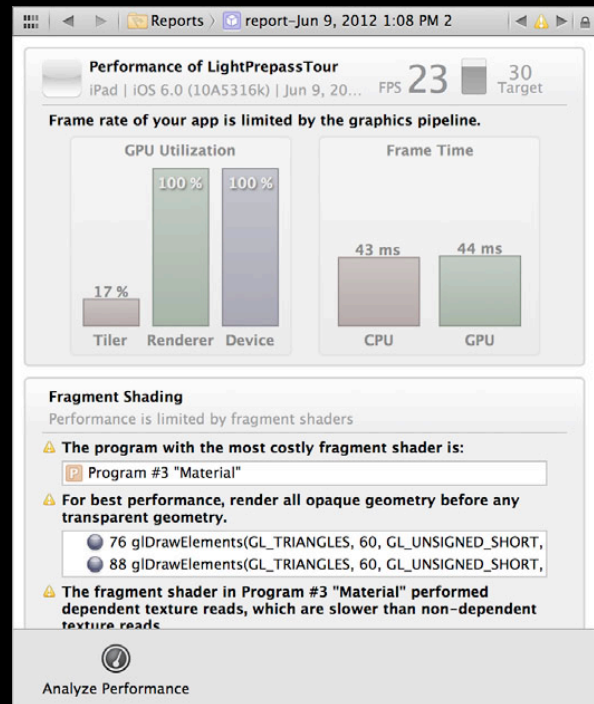 Reports
report-Jun 9, 2012 1:08 PM 2
Performance of LightPrepassTour
iPad | iOS 6.0 (10A5316k) | Jun 9, 20...
FPS 23
30
Target
Frame rate of your app is limited by the graphics pipeline.
GPU Utilization
100 %
100 %
17 %
Tiler Renderer Device
Frame Time
43 ms
44 ms
CPU GPU
Fragment Shading
Performance is limited by fragment shaders
The program with the most costly fragment shader is:
P Program #3 "Material"
For best performance, render all opaque geometry before any
transparent geometry.
76 glDrawElements(GL_TRIANGLES, 60, GL_UNSIGNED_SHORT,
88 glDrawElements(GL_TRIANGLES, 60, GL_UNSIGNED_SHORT,
The fragment shader in Program #3 "Material" performed
dependent texture reads, which are slower than non-dependent
texture reads
Analyze Performance